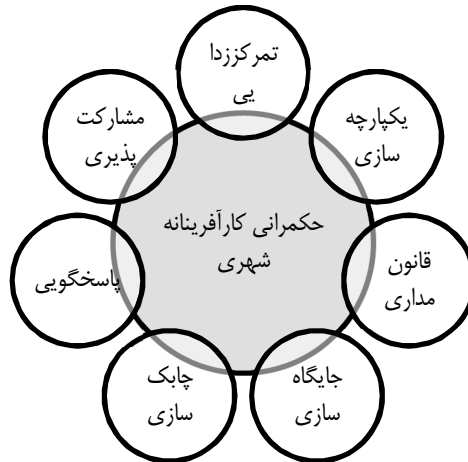 تمرکززدا
یی
یکپارچه
سازی
قانون
مداری
جایگاه
سازی
چابک
سازی
پاسخگویی
مشارکت
پذیری
حکمرانی کارآفرینانه
شهری